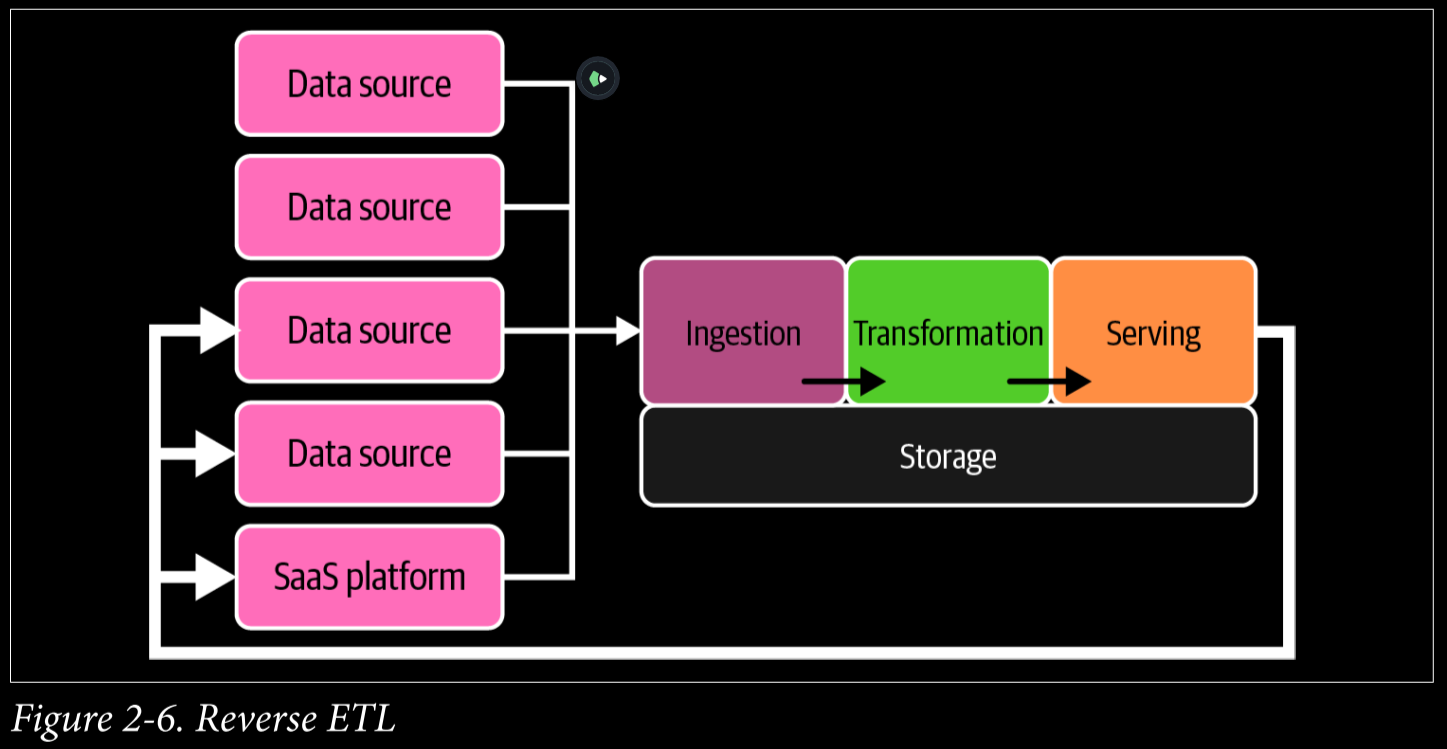 Data source
Data source
Data source
Data source
SaaS platform
Ingestion
Transformation
Serving
Storage
Figure 2-6. Reverse ETL